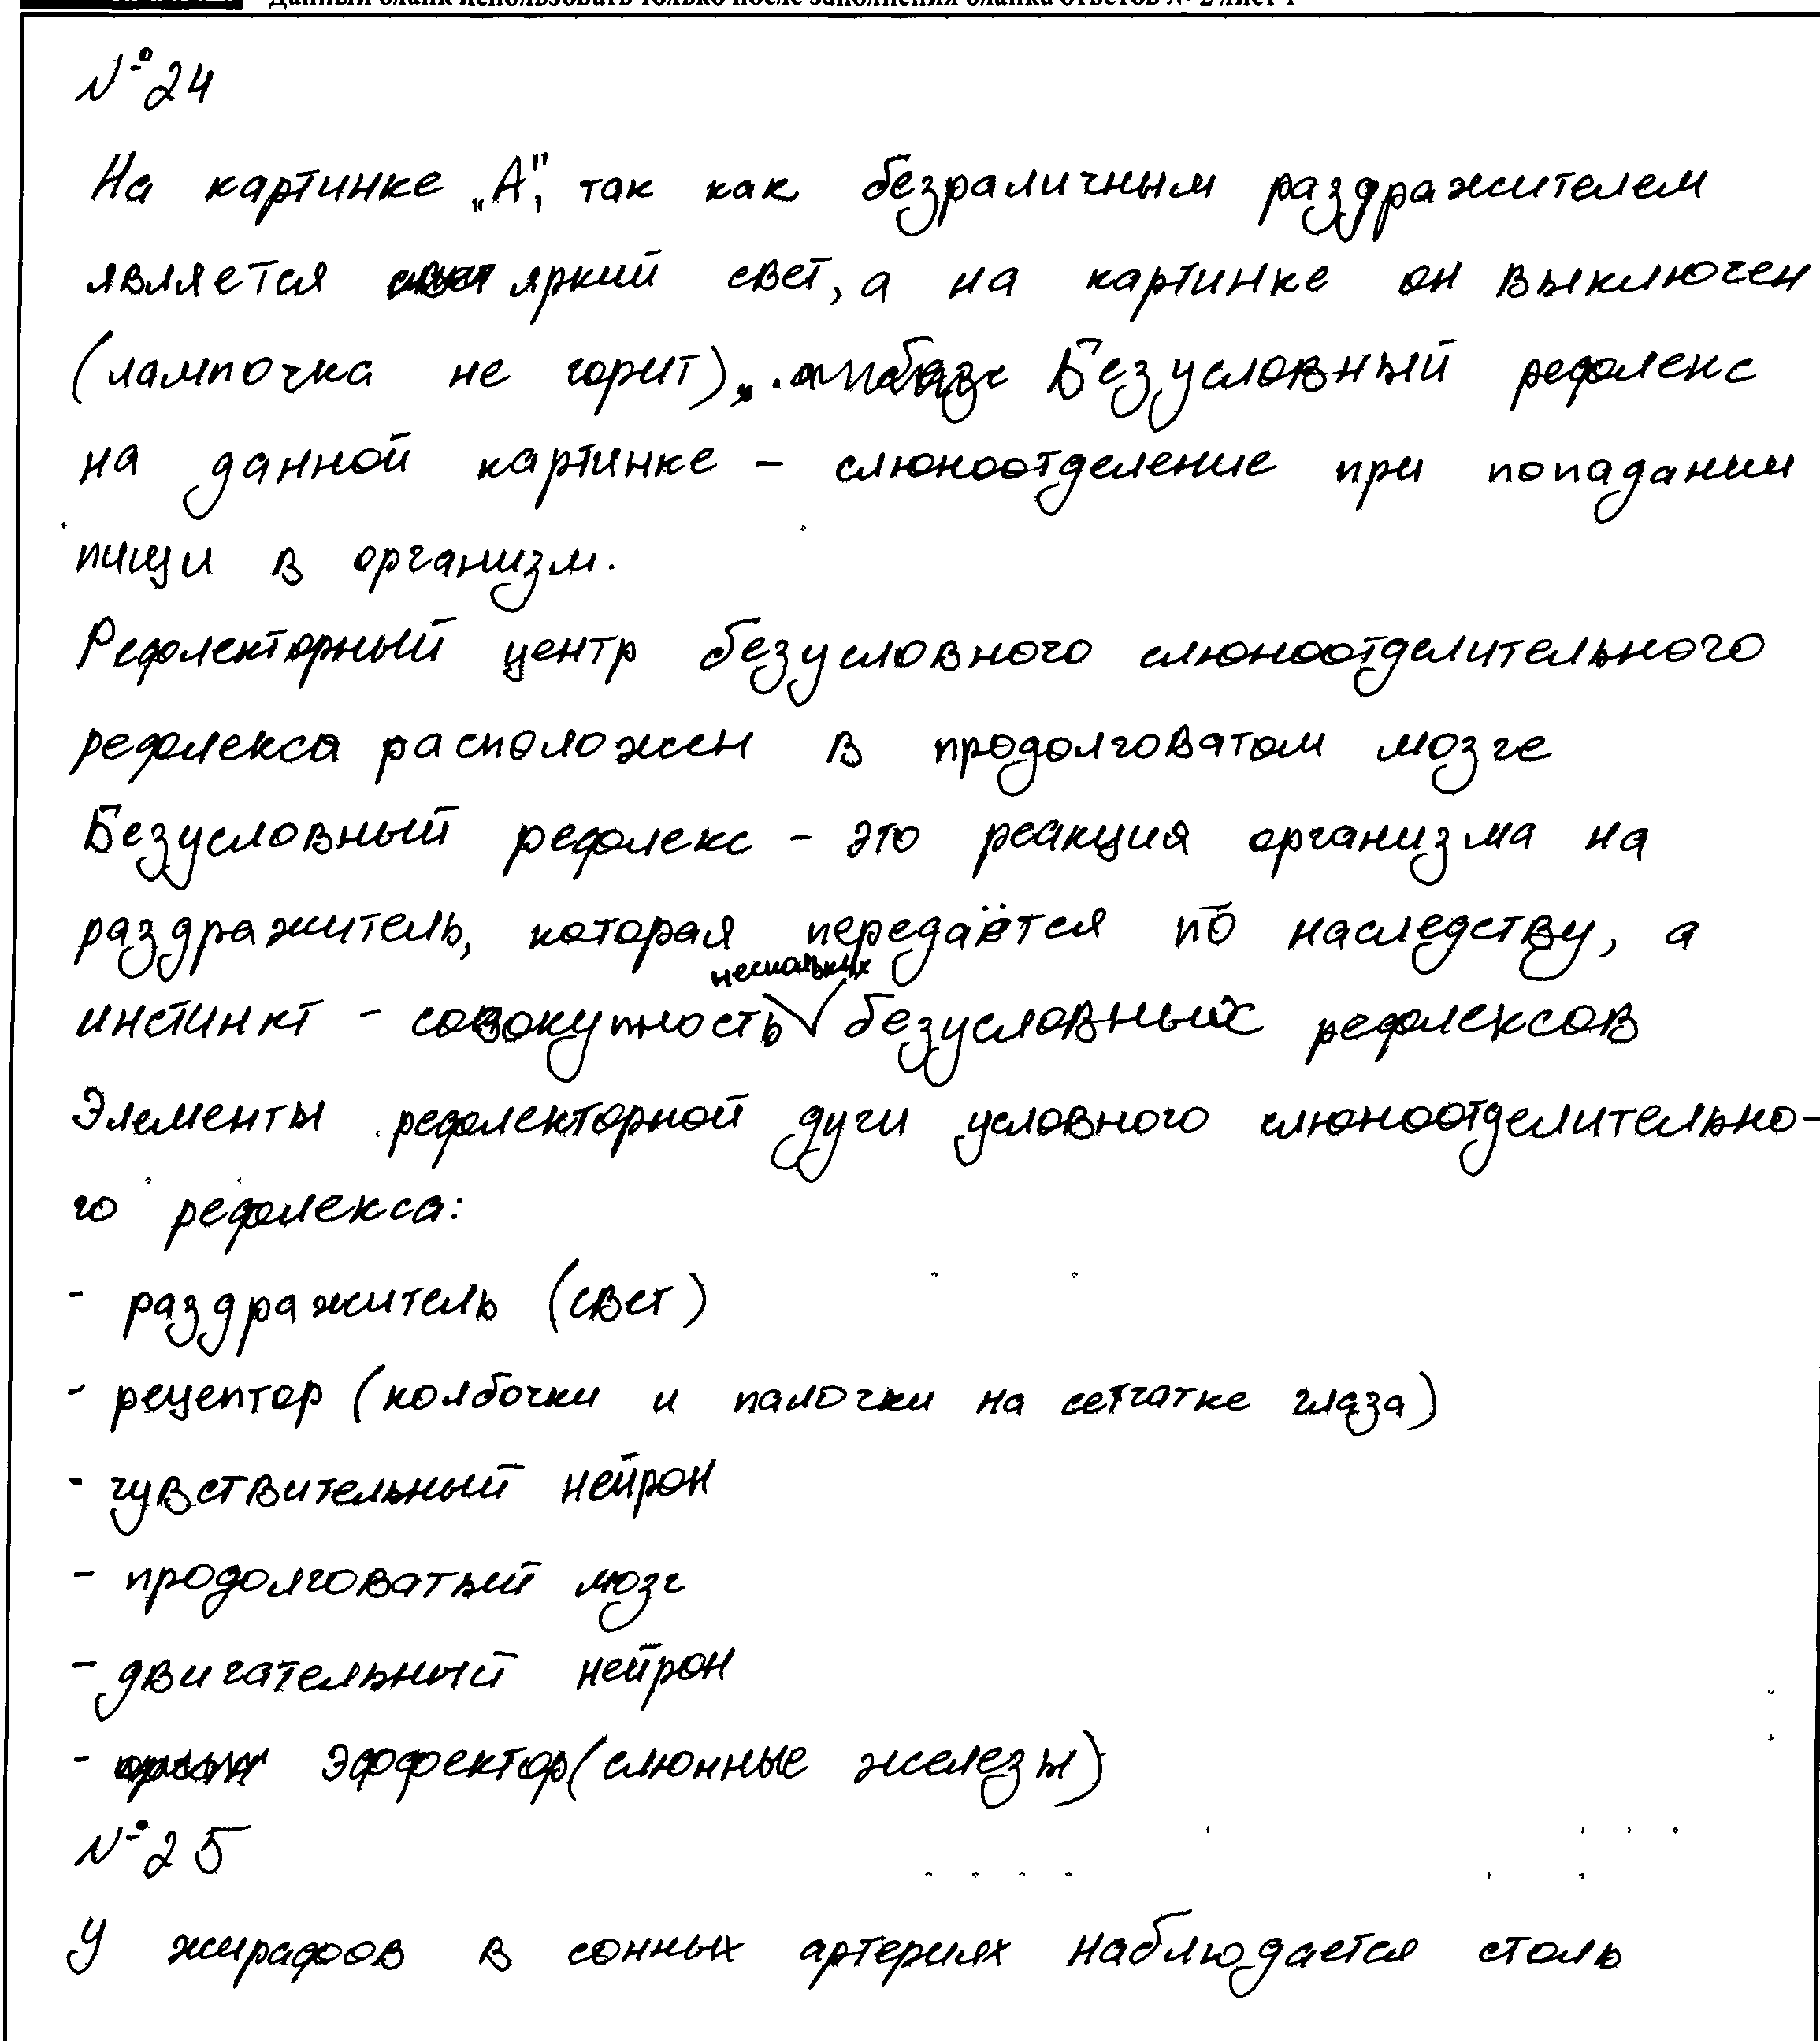 Данный бланк использовать только после заполнения бланка ответов № 2 лист 1
№ 24
На картинке „А", так как безраличным раздражителем
является яркий свет, а на картинке он выключен
(лампочка не горит). Безусловный рефлекс
на данной картинке – слюноотделение при попадании
пищи в организм.
Рефлекторный центр безусловного слюноотделительного
рефлекса расположен в продолговатом мозге
Безусловный рефлекс – это реакция организма на
раздражитель, которая передаётся по наследству, а
нескольких
инстинкт – совокупность √ безусловных рефлексов
Элементы рефлекторной дуги условного слюноотделительно-
го рефлекса:
- раздражитель (свет)
- рецептор (колбочки и палочки на сетчатке глаза)
- чувствительный нейрон
- продолговатый мозг
- двигательный нейрон
- эффектор (слюнные железы)
№ 25
У жирафов в сонных артериях наблюдается столь